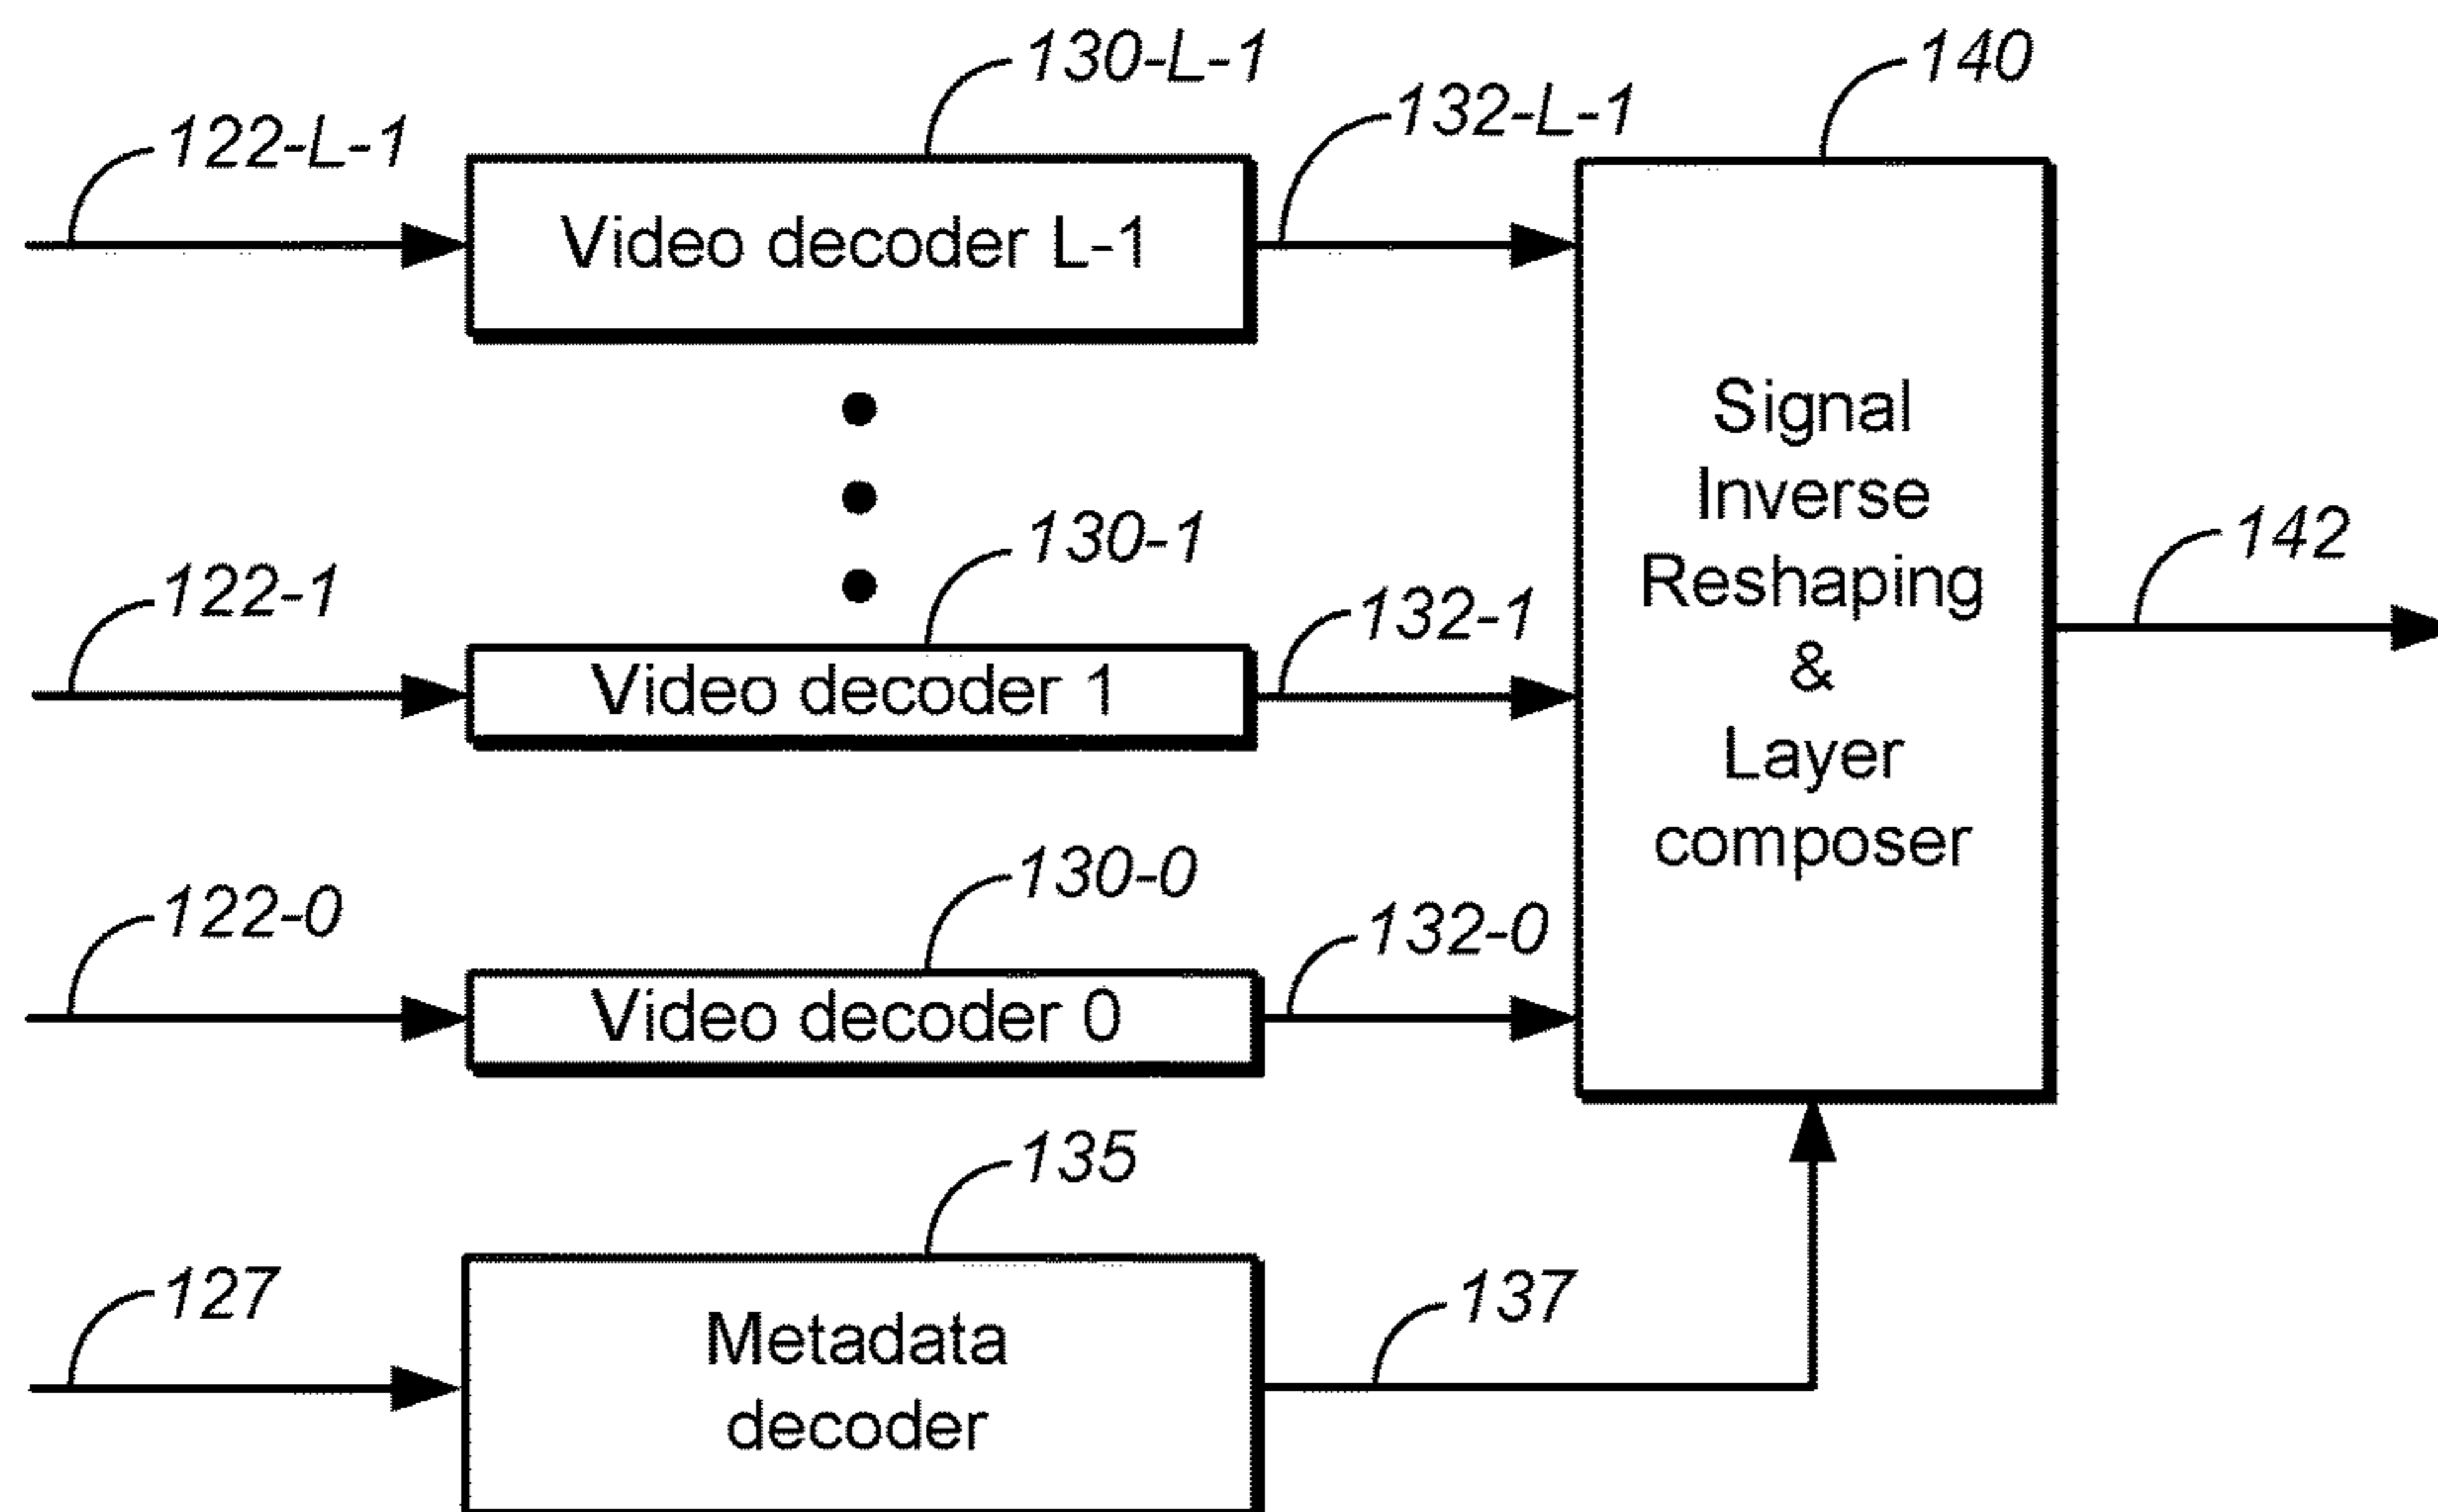 130-L-1
140
122-L-1
132-L-1
Video decoder L-1
Signal
Inverse
Reshaping
&
Layer
composer
130-1
142
122-1
132-1
Video decoder 1
130-0
122-0
132-0
Video decoder 0
135
127
137
Metadata
decoder